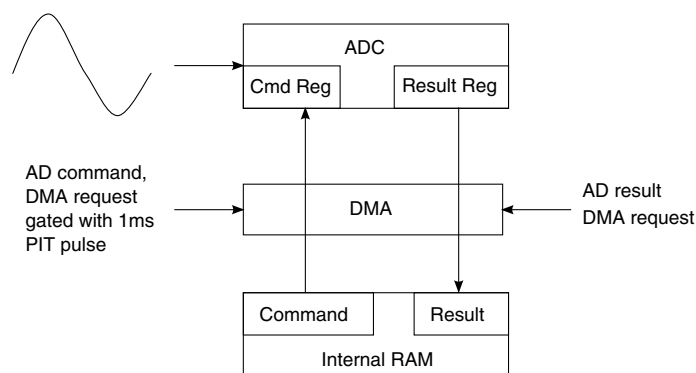 ADC
Cmd Reg
Result Reg
AD command,
DMA request
gated with 1ms
PIT pulse
DMA
AD result
DMA request
Command
Result
Internal RAM